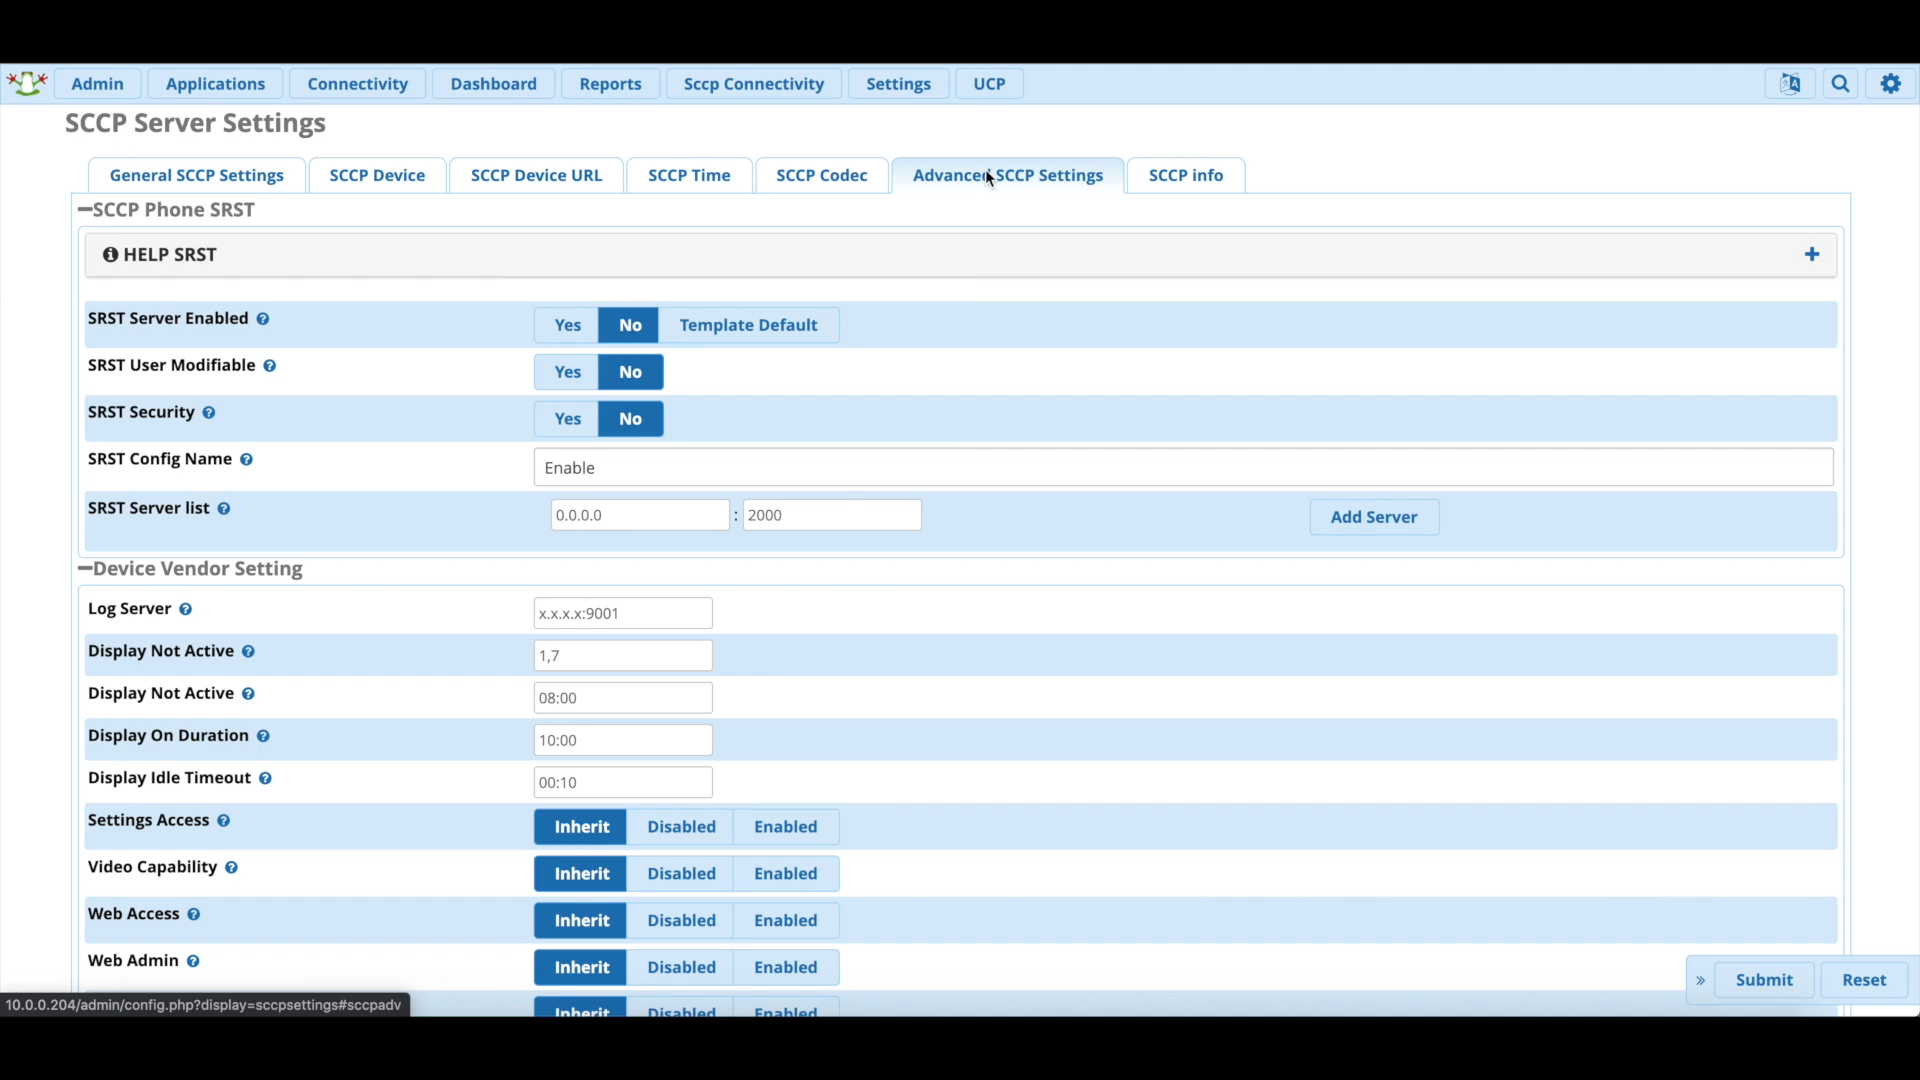 Admin Applications Connectivity Dashboard Reports Sccp Connectivity Settings UCP
SCCP Server Settings
General SCCP Settings SCCP Device SCCP Device URL SCCP Time SCCP Codec Advanced SCCP Settings SCCP info
SCCP Phone SRST
HELP SRST
SRST Server Enabled Yes No Template Default
SRST User Modifiable Yes No
SRST Security Yes No
SRST Config Name Enable
SRST Server list 0.0.0.0 : 2000 Add Server
Device Vendor Setting
Log Server x.x.x.x:9001
Display Not Active 1,7
Display Not Active 08:00
Display On Duration 10:00
Display Idle Timeout 00:10
Settings Access Inherit Disabled Enabled
Video Capability Inherit Disabled Enabled
Web Access Inherit Disabled Enabled
Web Admin Inherit Disabled Enabled
» Submit Reset
10.0.0.204/admin/config.php?display=sccpsettings#sccpadv
Inherit Disabled Enabled